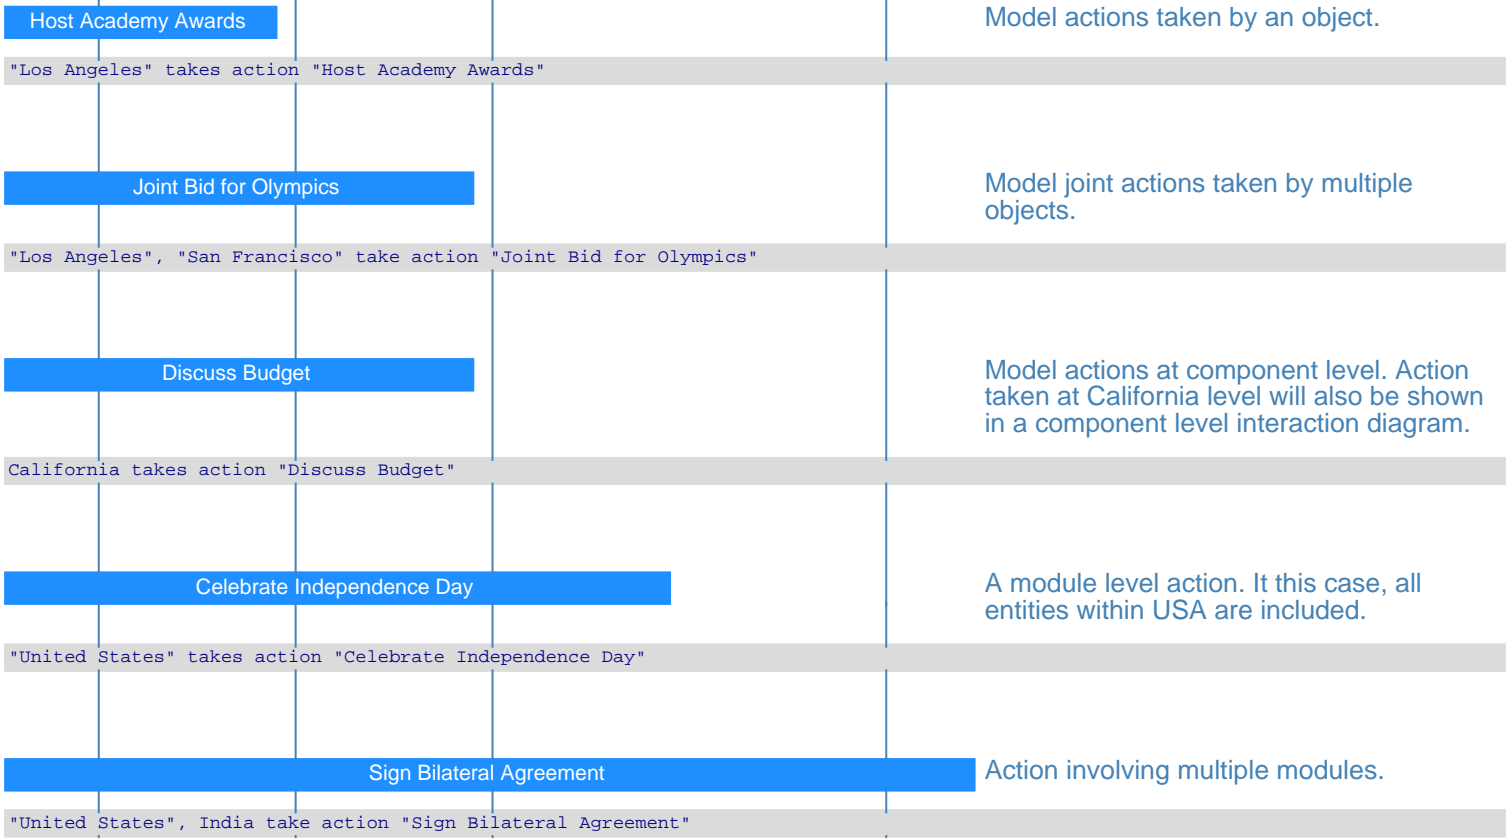 Host Academy Awards
Model actions taken by an object.
"Los Angeles" takes action "Host Academy Awards"
Joint Bid for Olympics
Model joint actions taken by multiple
objects.
"Los Angeles", "San Francisco" take action "Joint Bid for Olympics"
Discuss Budget
Model actions at component level. Action
taken at California level will also be shown
in a component level interaction diagram.
California takes action "Discuss Budget"
Celebrate Independence Day
A module level action. It this case, all
entities within USA are included.
"United States" takes action "Celebrate Independence Day"
Sign Bilateral Agreement
Action involving multiple modules.
"United States", India take action "Sign Bilateral Agreement"